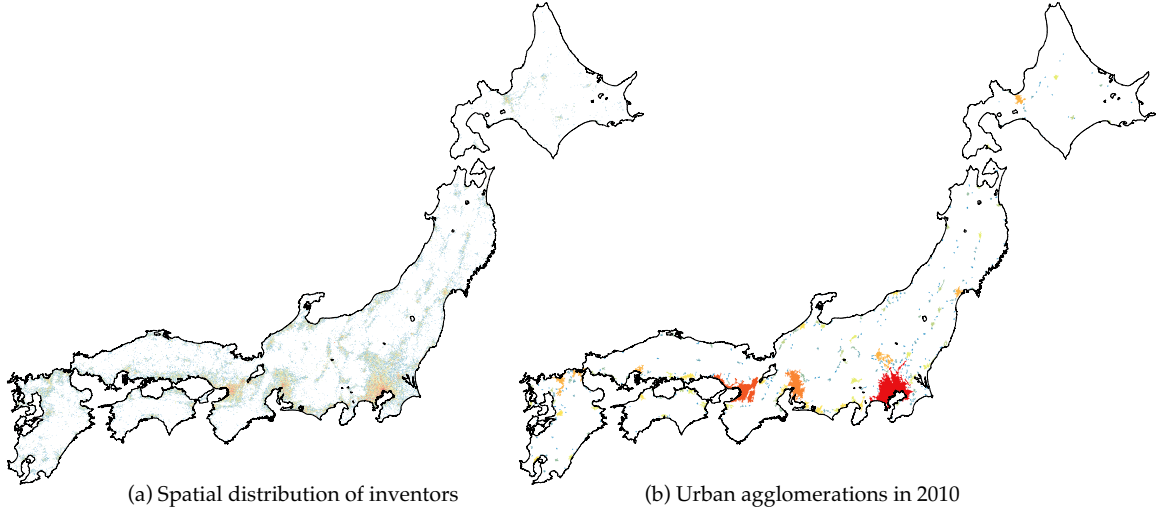 (a) Spatial distribution of inventors
(b) Urban agglomerations in 2010